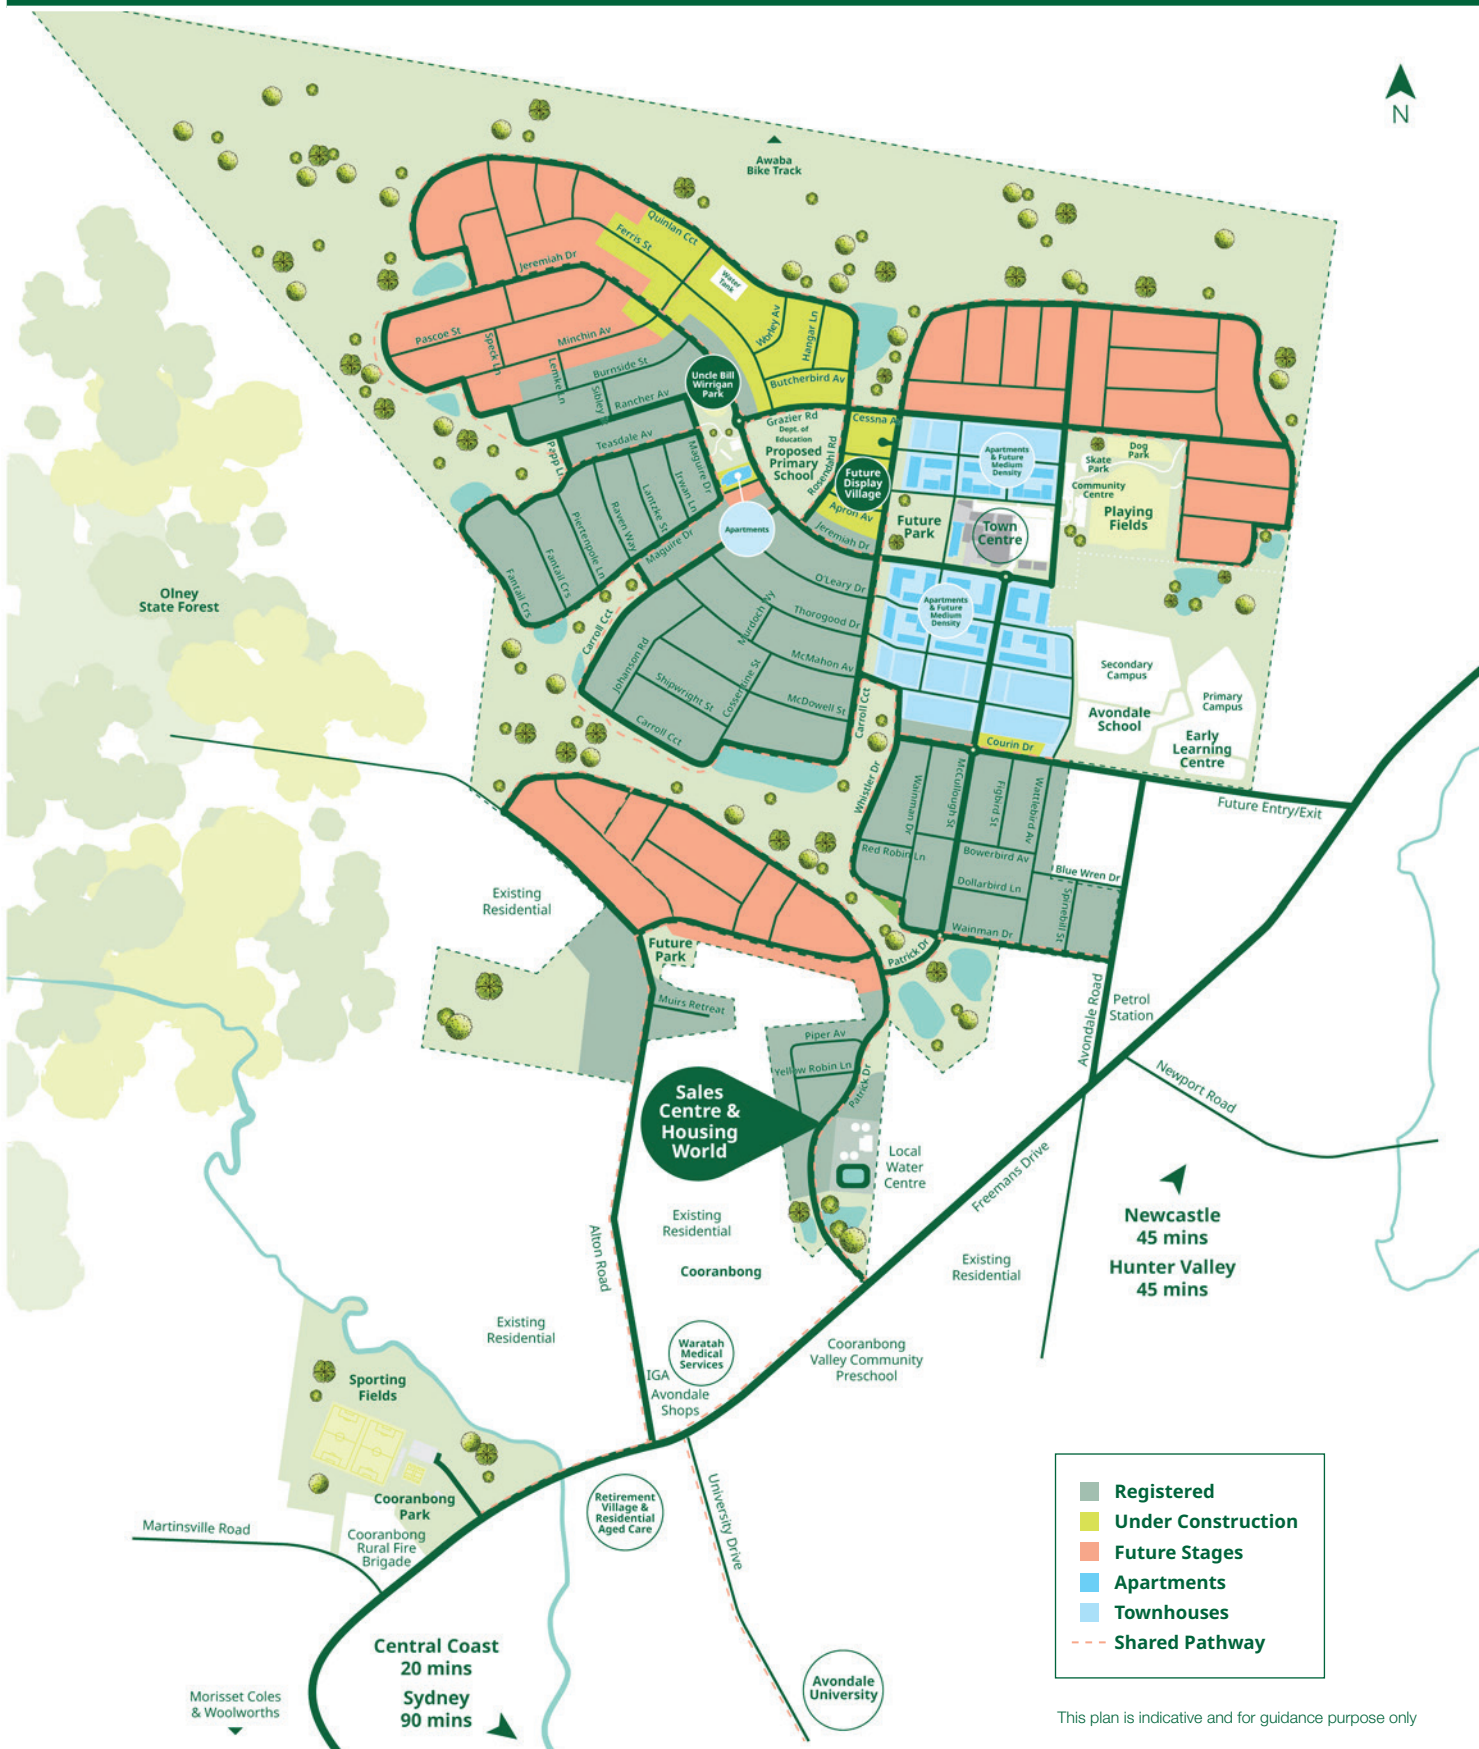 N
Awaba
Bike Track
Quinlan Cct
Ferris St
Jeremiah Dr
Water
Tank
Worley Av
Hangar Ln
Pascoe St
Speck Ln
Minchin Av
Lemke Ln
Burnside St
Sibley
Rancher Av
Butcherbird Av
Uncle Bill
Wirrigan
Park
Grazier Rd
Dept. of
Education
Proposed
Primary
School
Rosendahl Rd
Cessna A
Future
Display
Village
Apron Av
Jeremiah Dr
Teasdale Av
Papp Ln
Maguire Dr
Irwan Ln
Lantzke St
Raven Way
Pierrenpole Ln
Fantail Crs
Fantail Crs
Maguire Dr
Apartments
Apartments
& Future
Medium
Density
Future
Park
Town
Centre
Dog
Park
Skate
Park
Community
Centre
Playing
Fields
Olney
State Forest
O'Leary Dr
Thorogood Dr
McMahon Av
McDowell St
Murdoch Wy
Cosserine St
Johanson Rd
Shipwright St
Carroll Cct
Carroll Cct
Carroll Cct
Apartments
& Future
Medium
Density
Secondary
Campus
Primary
Campus
Avondale
School
Early
Learning
Centre
Courin Dr
Future Entry/Exit
Whistler Dr
Wainman Dr
McCullough St
Figbird St
Wattlebird Av
Red Robin Ln
Bowerbird Av
Blue Wren Dr
Dollarbird Ln
Spinebill St
Wainman Dr
Patrick Dr
Existing
Residential
Future
Park
Muirs Retreat
Piper Av
Yellow Robin Ln
Patrick Dr
Avondale Road
Petrol
Station
Newport Road
Sales
Centre &
Housing
World
Local
Water
Centre
Freemans Drive
Newcastle
45 mins
Hunter Valley
45 mins
Existing
Residential
Cooranbong
Existing
Residential
Alton Road
Existing
Residential
Waratah
Medical
Services
Cooranbong
Valley Community
Preschool
IGA
Avondale
Shops
Sporting
Fields
Cooranbong
Park
Cooranbong
Rural Fire
Brigade
Martinsville Road
Retirement
Village &
Residential
Aged Care
University Drive
Central Coast
20 mins
Sydney
90 mins
Morisset Coles
& Woolworths
Avondale
University
Registered
Under Construction
Future Stages
Apartments
Townhouses
Shared Pathway
This plan is indicative and for guidance purpose only